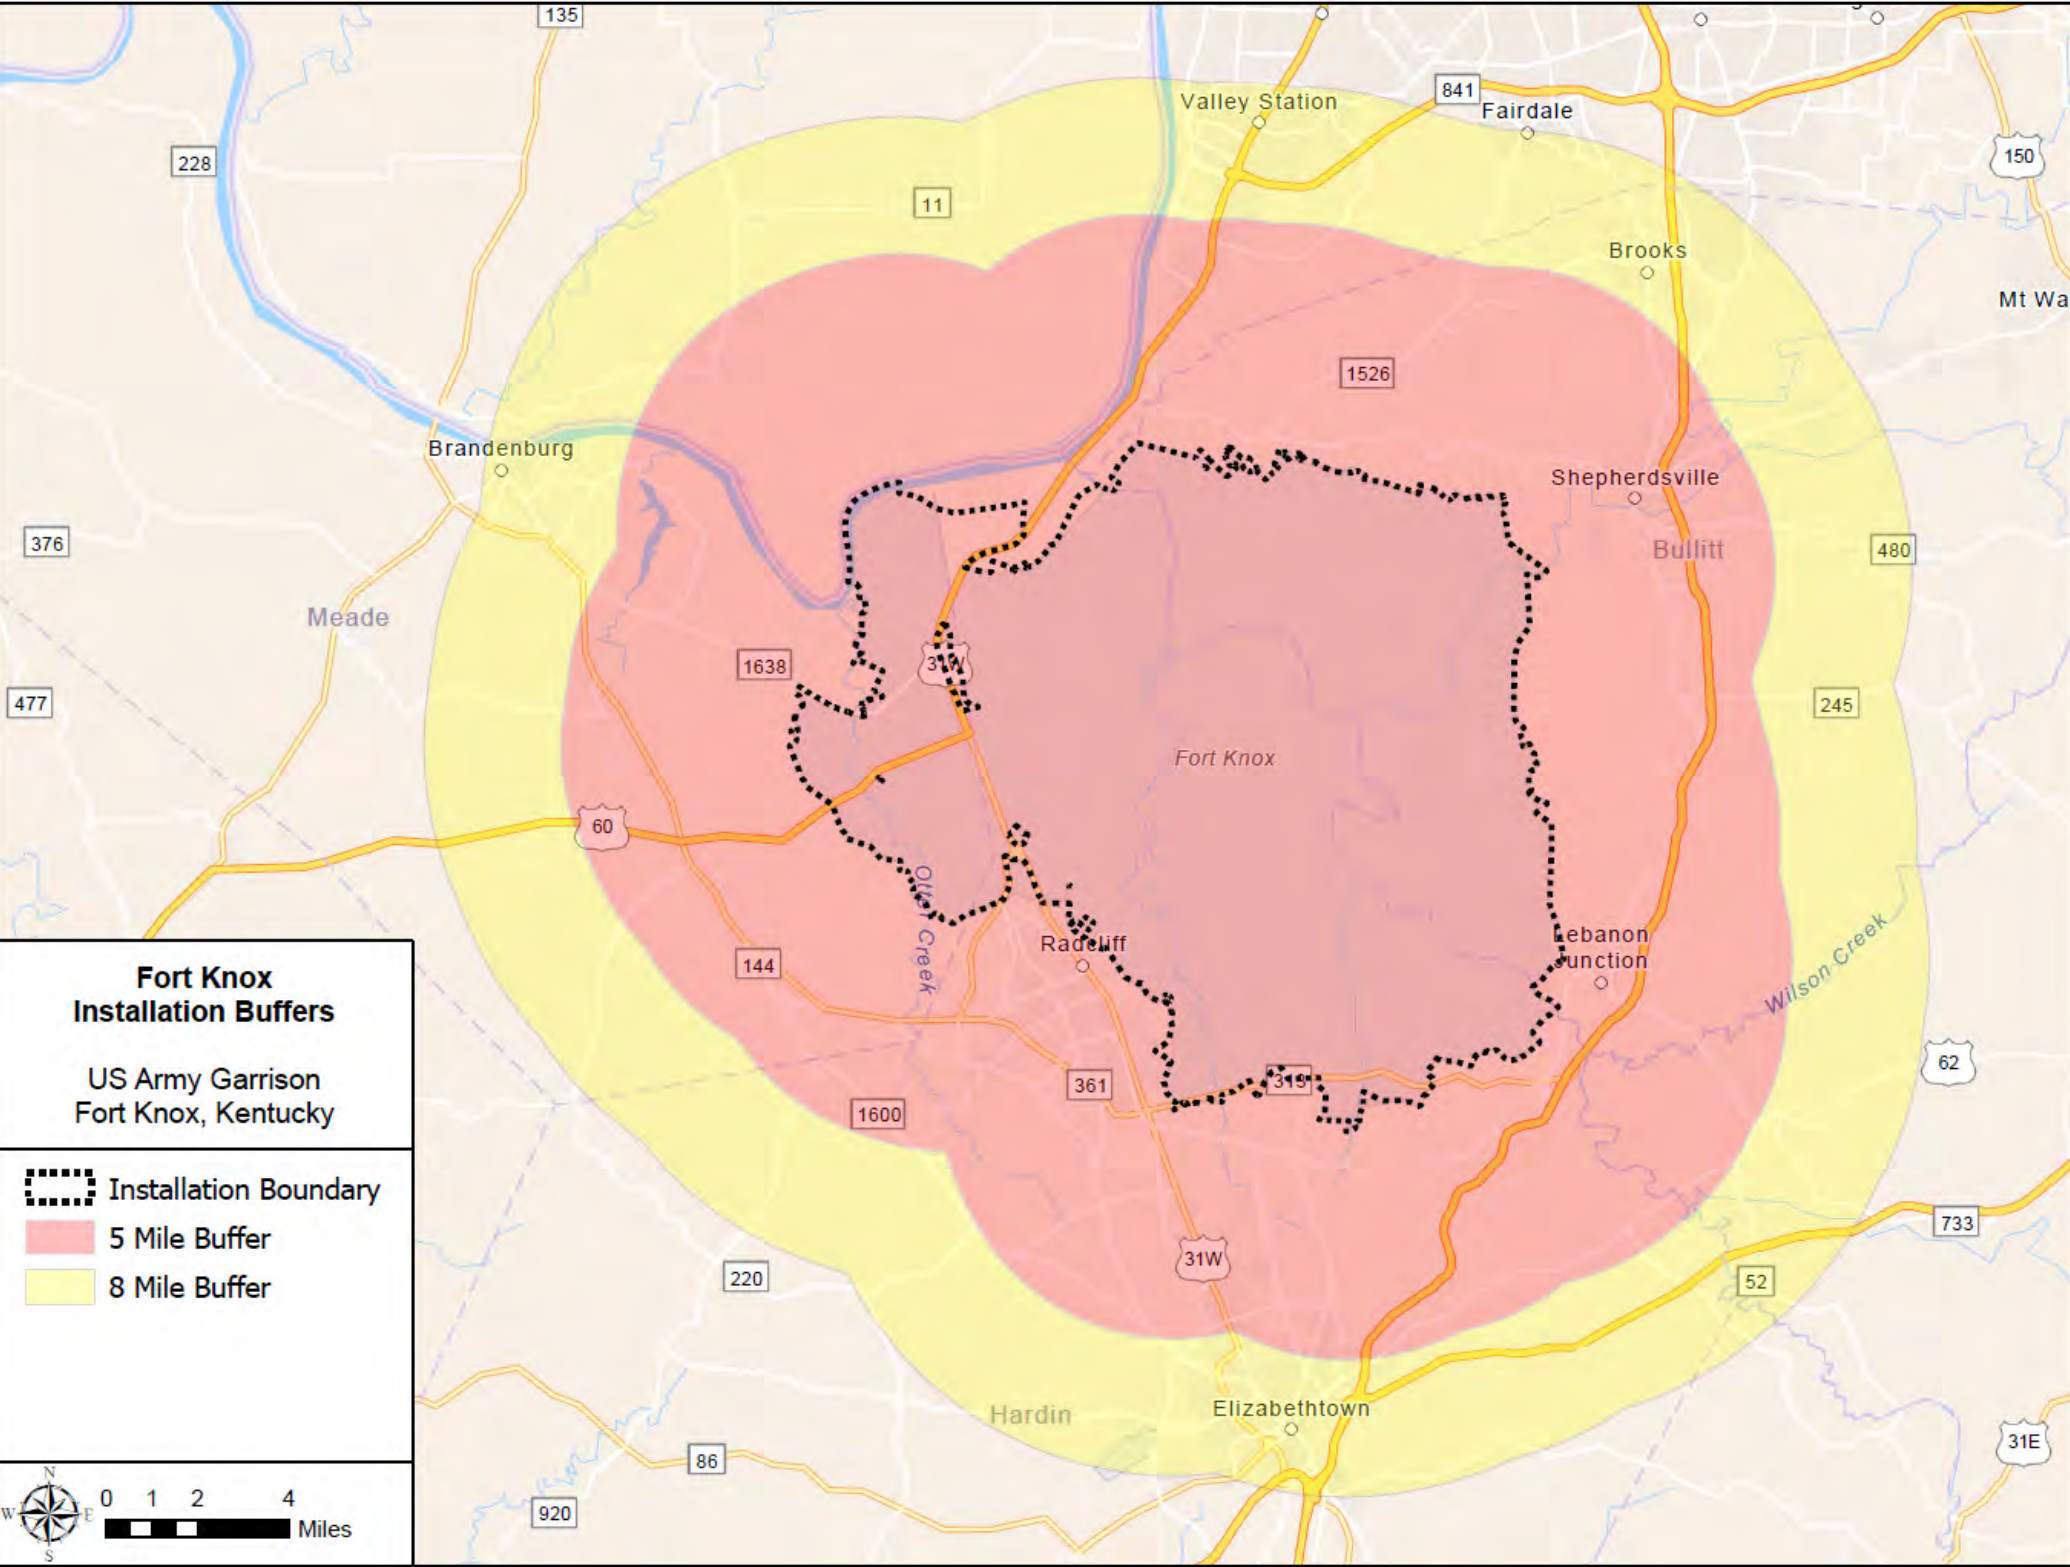 135
841
Valley Station
Fairdale
228
150
11
Brooks
Mt Wa
1526
Brandenburg
Shepherdsville
376
Bullitt
480
Meade
1638
31W
477
245
Fort Knox
60
Otter Creek
Radcliff
Lebanon
Junction
144
Wilson Creek
62
361
313
1600
733
31W
220
52
Hardin
Elizabethtown
31E
86
920
Fort Knox
Installation Buffers
US Army Garrison
Fort Knox, Kentucky
Installation Boundary
5 Mile Buffer
8 Mile Buffer
N
W E
S
0 1 2 4
Miles